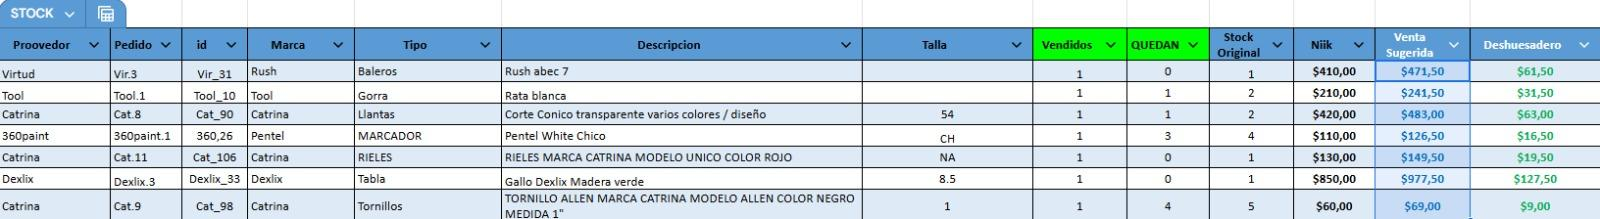 STOCK
Proovedor Pedido id Marca Tipo Descripcion Talla Vendidos QUEDAN Stock Original Niik Venta Sugerida Deshuesadero
Virtud Vir.3 Vir_31 Rush Baleros Rush abec 7 1 0 1 $410,00 $471,50 $61,50
Tool Tool.1 Tool_10 Tool Gorra Rata blanca 1 1 2 $210,00 $241,50 $31,50
Catrina Cat.8 Cat_90 Catrina Llantas Corte Conico transparente varios colores / diseño 54 1 1 2 $420,00 $483,00 $63,00
360paint 360paint.1 360,26 Pentel MARCADOR Pentel White Chico CH 1 3 4 $110,00 $126,50 $16,50
Catrina Cat.11 Cat_106 Catrina RIELES RIELES MARCA CATRINA MODELO UNICO COLOR ROJO NA 1 0 1 $130,00 $149,50 $19,50
Dexlix Dexlix.3 Dexlix_33 Dexlix Tabla Gallo Dexlix Madera verde 8.5 1 0 1 $850,00 $977,50 $127,50
Catrina Cat.9 Cat_98 Catrina Tornillos TORNILLO ALLEN MARCA CATRINA MODELO ALLEN COLOR NEGRO MEDIDA 1" 1 1 4 5 $60,00 $69,00 $9,00